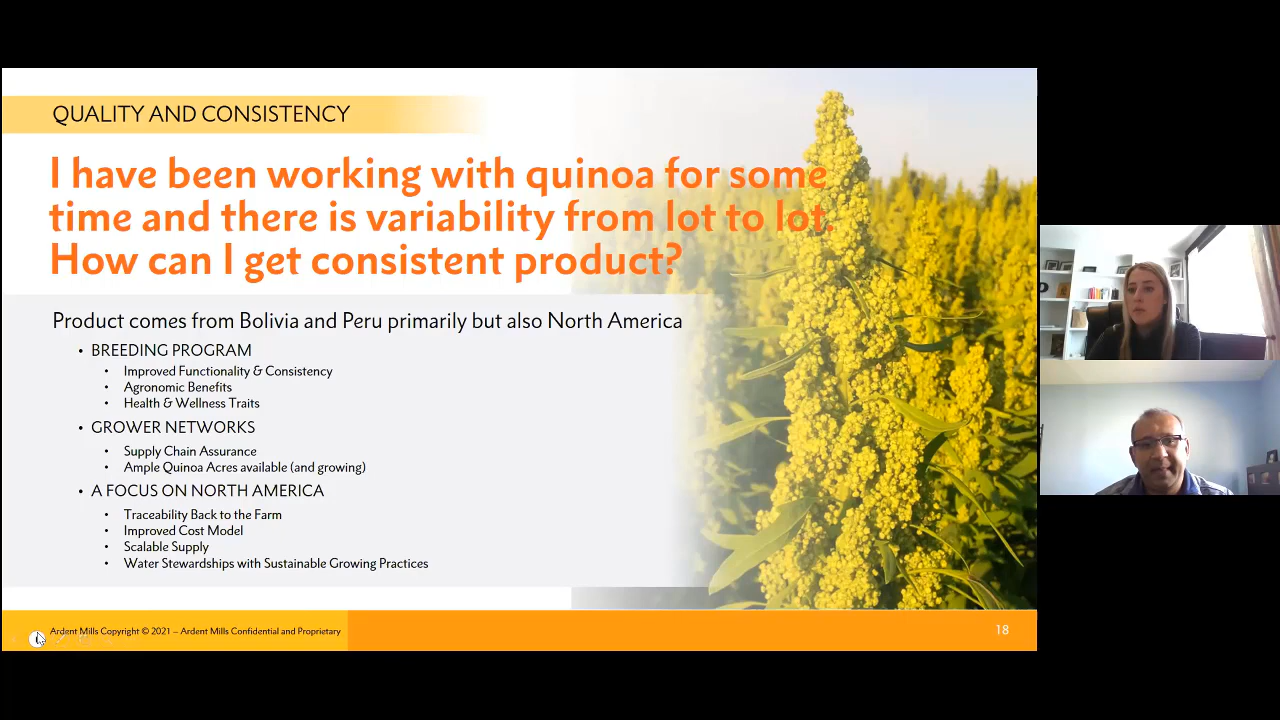 QUALITY AND CONSISTENCY
I have been working with quinoa for some
time and there is variability from lot to lot.
How can I get consistent product?
Product comes from Bolivia and Peru primarily but also North America
• BREEDING PROGRAM
• Improved Functionality & Consistency
• Agronomic Benefits
• Health & Wellness Traits
• GROWER NETWORKS
• Supply Chain Assurance
• Ample Quinoa Acres available (and growing)
• A FOCUS ON NORTH AMERICA
• Traceability Back to the Farm
• Improved Cost Model
• Scalable Supply
• Water Stewardships with Sustainable Growing Practices
Ardent Mills Copyright © 2021 – Ardent Mills Confidential and Proprietary
18